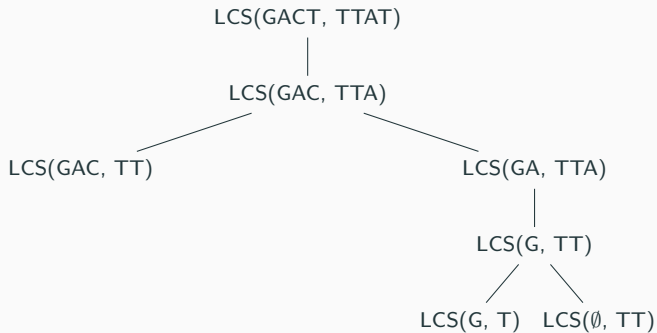 LCS(GACT, TTAT)
LCS(GAC, TTA)
LCS(GAC, TT) LCS(GA, TTA)
LCS(G, TT)
LCS(G, T) LCS(∅, TT)